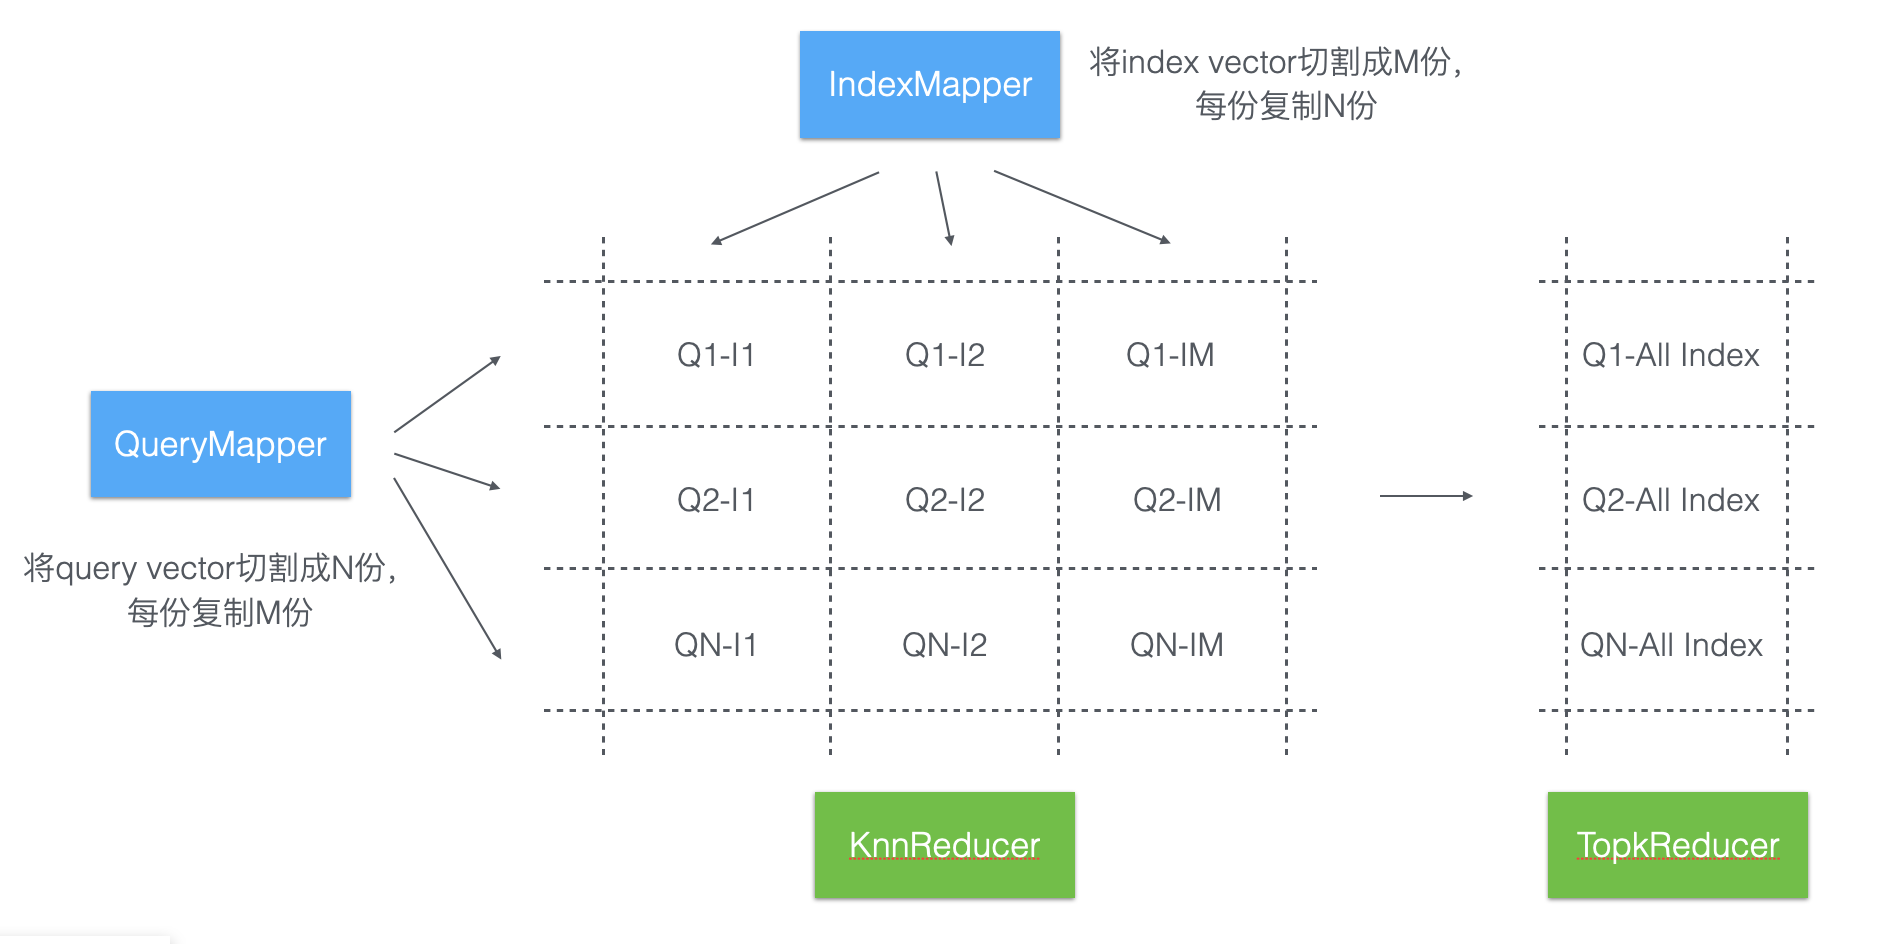 IndexMapper
将index vector切割成M份，
每份复制N份
QueryMapper
将query vector切割成N份，
每份复制M份
Q1-I1
Q1-I2
Q1-IM
Q2-I1
Q2-I2
Q2-IM
QN-I1
QN-I2
QN-IM
Q1-All Index
Q2-All Index
QN-All Index
KnnReducer
TopkReducer